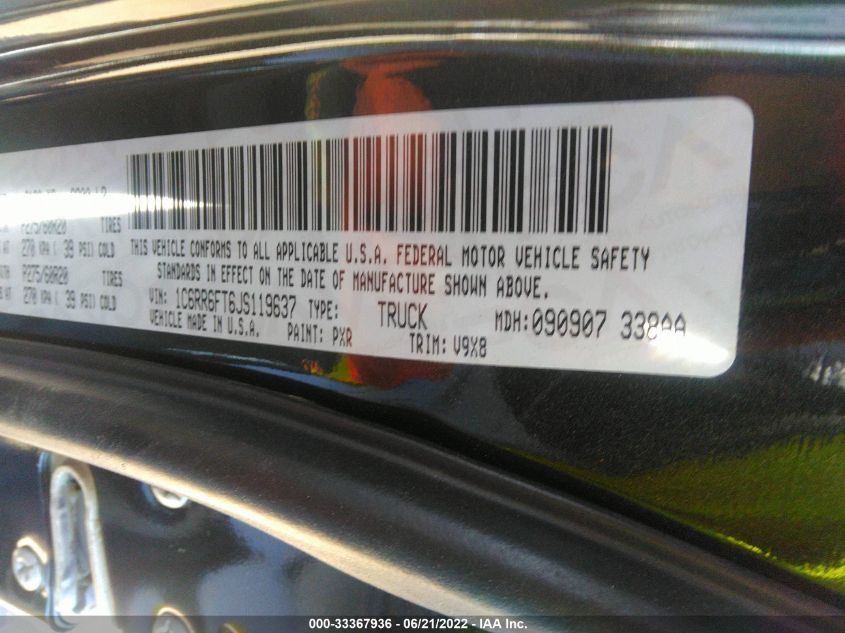 P275/60R20 TIRES
270 KPA ( 39 PSI) COLD
P275/60R20 TIRES
270 KPA ( 39 PSI) COLD
THIS VEHICLE CONFORMS TO ALL APPLICABLE U.S.A. FEDERAL MOTOR VEHICLE SAFETY
STANDARDS IN EFFECT ON THE DATE OF MANUFACTURE SHOWN ABOVE.
VIN: 1C6RR6FT6JS119637 TYPE: TRUCK MDH: 090907 338AA
VEHICLE MADE IN U.S.A. PAINT: PXR TRIM: V9X8
000-33367936 - 06/21/2022 - IAA Inc.